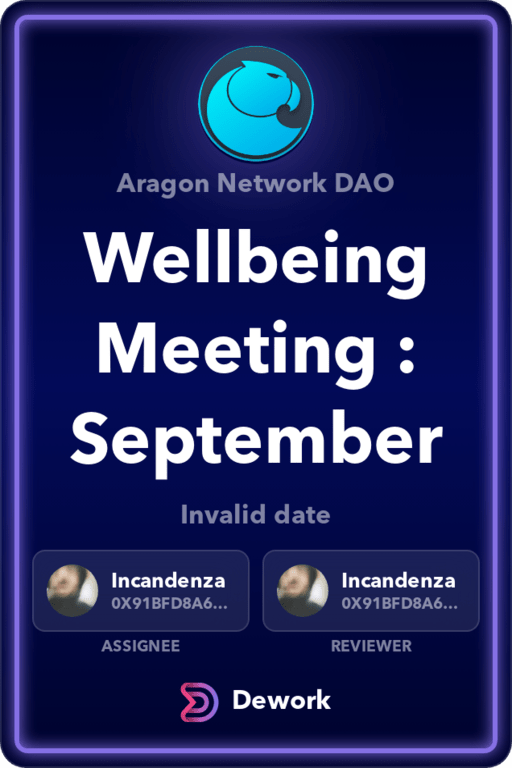 Aragon Network DAO
Wellbeing
Meeting :
September
Invalid date
Incandenza
0X91BFD8A6...
Incandenza
0X91BFD8A6...
ASSIGNEE
REVIEWER
Dework